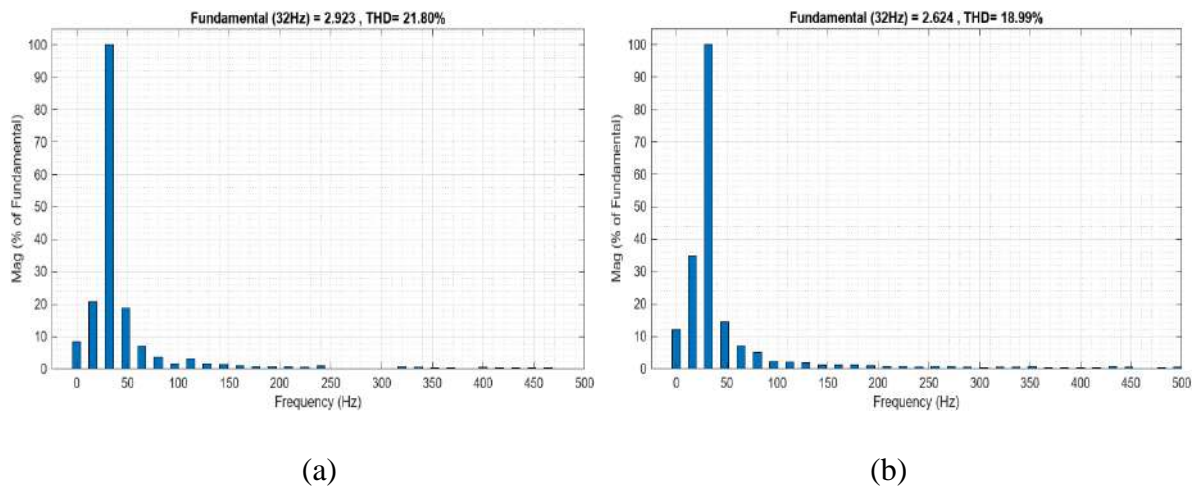 Fundamental (32Hz) = 2.923 , THD= 21.80%
100
90
80
70
60
50
40
30
20
10
0
Mag (% of Fundamental)
0 50 100 150 200 250 300 350 400 450 500
Frequency (Hz)
(a)
Fundamental (32Hz) = 2.624 , THD= 18.99%
100
90
80
70
60
50
40
30
20
10
0
Mag (% of Fundamental)
0 50 100 150 200 250 300 350 400 450 500
Frequency (Hz)
(b)